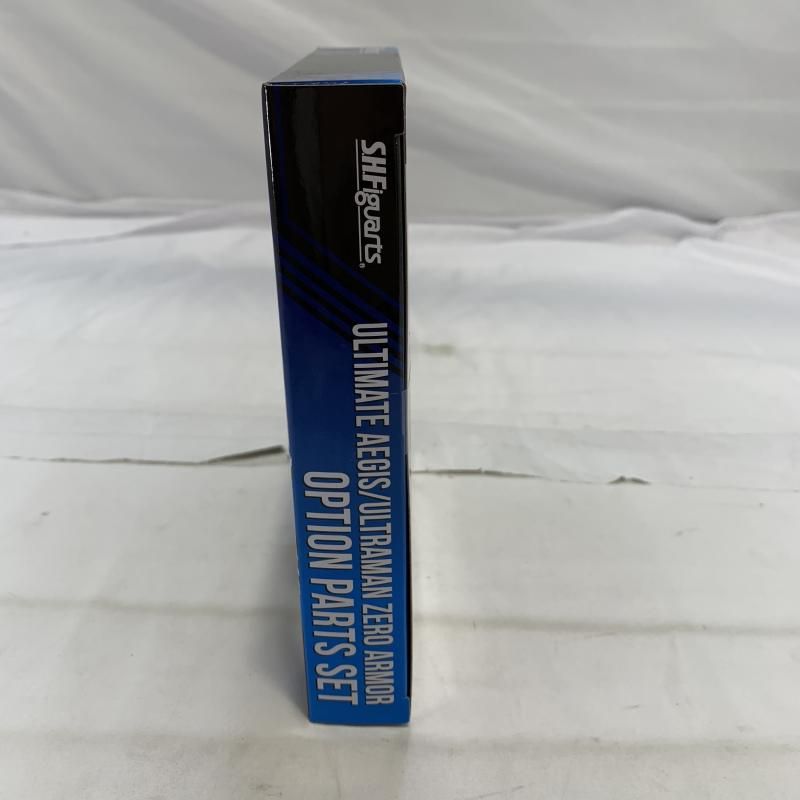 S.H.Figuarts®
ULTIMATE AEGIS/ULTRAMAN ZERO ARMOR
OPTION PARTS SET